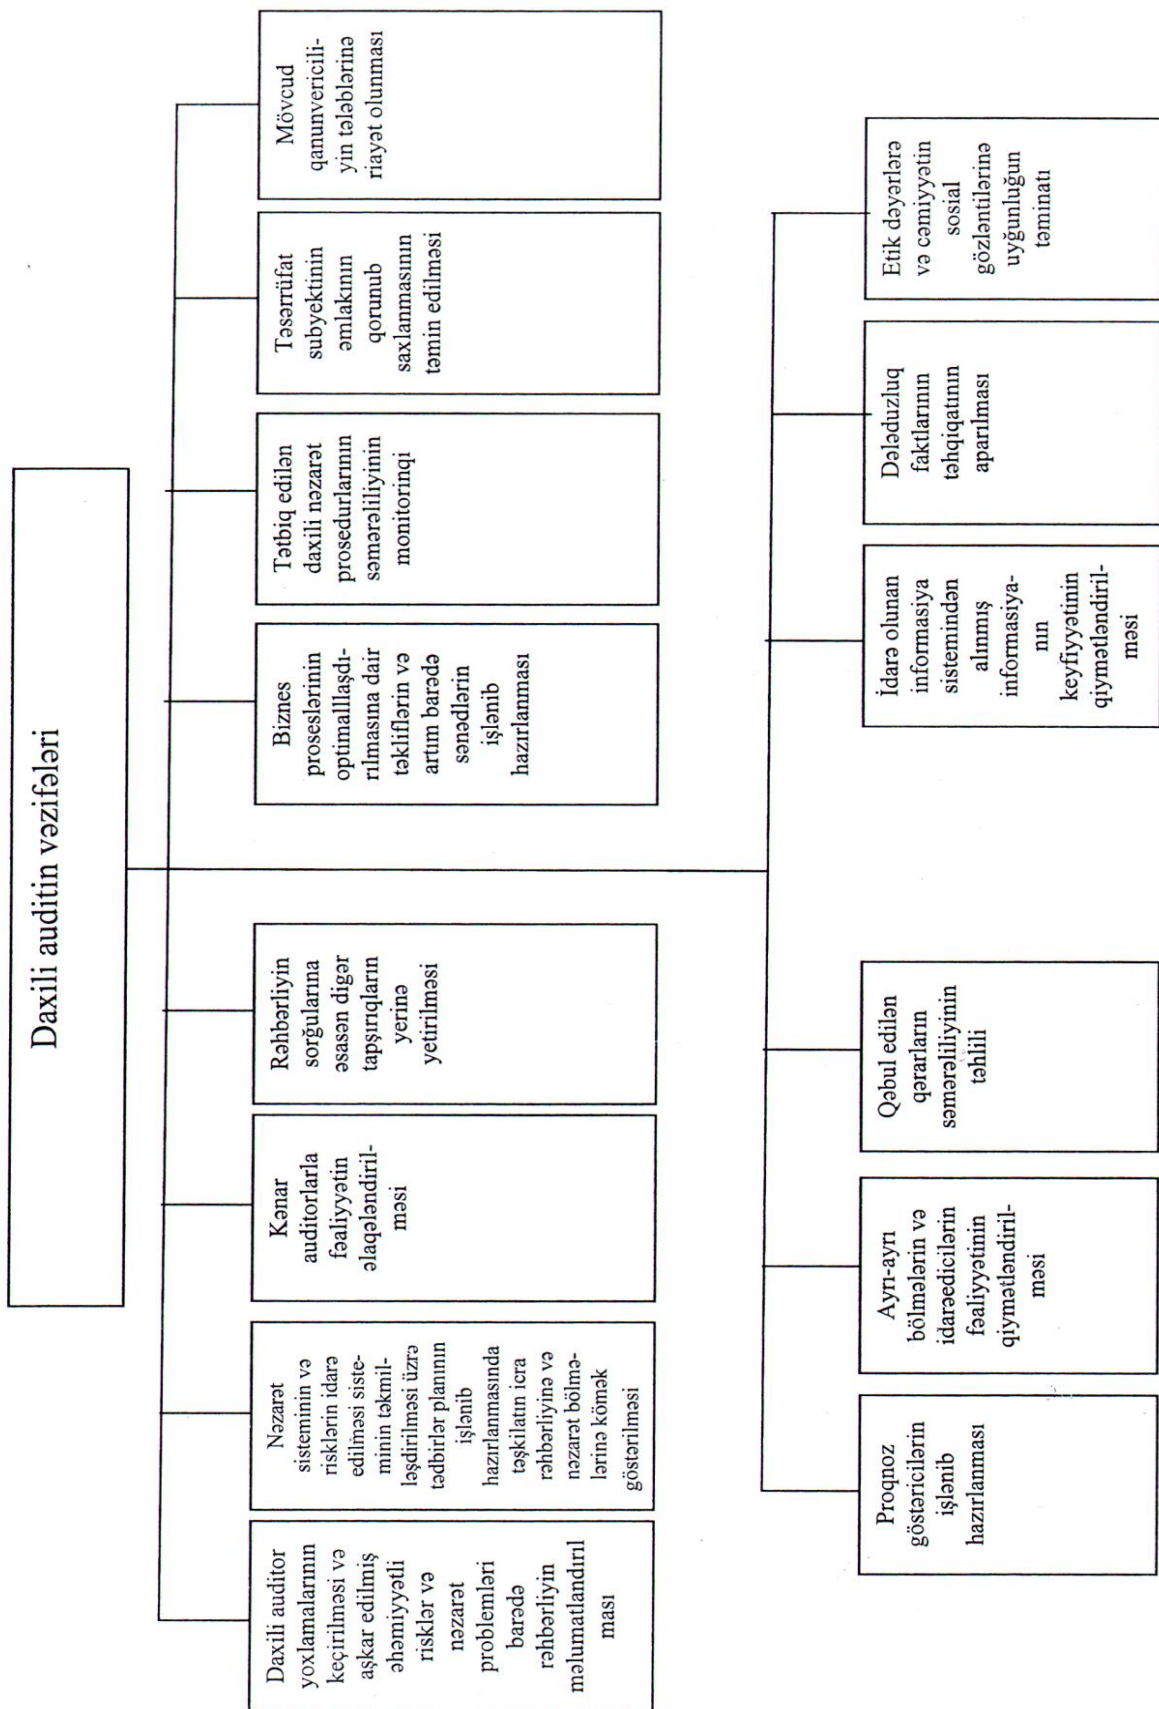 Daxili auditin vəzifələri
Daxili auditor
yoxlamalarının
keçirilməsi və
aşkar edilmiş
əhəmiyyətli
risklər və
nəzarət
problemləri
barədə
rəhbərliyin
məlumatlandırıl
ması
Nəzarət
sisteminin və
risklərin idarə
edilməsi siste-
minin təkmil-
ləşdirilməsi üzrə
tədbirlər planının
işlənib
hazırlanmasında
təşkilatın icra
rəhbərliyinə və
nəzarət bölmə-
lərinə kömək
göstərilməsi
Kənar
auditorlarla
fəaliyyətin
əlaqələndiril-
məsi
Rəhbərliyin
sorğularına
əsasən digər
tapşırıqların
yerinə
yetirilməsi
Biznes
proseslərinin
optimalllaşdı-
rılmasına dair
təkliflərin və
artım barədə
sənədlərin
işlənib
hazırlanması
Tətbiq edilən
daxili nəzarət
prosedurlarının
səmərəliliyinin
monitorinqi
Təsərrüfat
subyektinin
əmlakının
qorunub
saxlanmasının
təmin edilməsi
Mövcud
qanunvericili-
yin tələblərinə
riayət olunması
Proqnoz
göstəricilərin
işlənib
hazırlanması
Ayrı-ayrı
bölmələrin və
idarəedicilərin
fəaliyyətinin
qiymətləndiril-
məsi
Qəbul edilən
qərarların
səmərəliliyinin
təhlili
İdarə olunan
informasiya
sistemindən
alınmış
informasiya-
nın
keyfiyyətinin
qiymətləndiril-
məsi
Dələduzluq
faktlarının
təhqiqatının
aparılması
Etik dəyərlərə
və cəmiyyətin
sosial
gözləntilərinə
uyğunluğun
təminatı